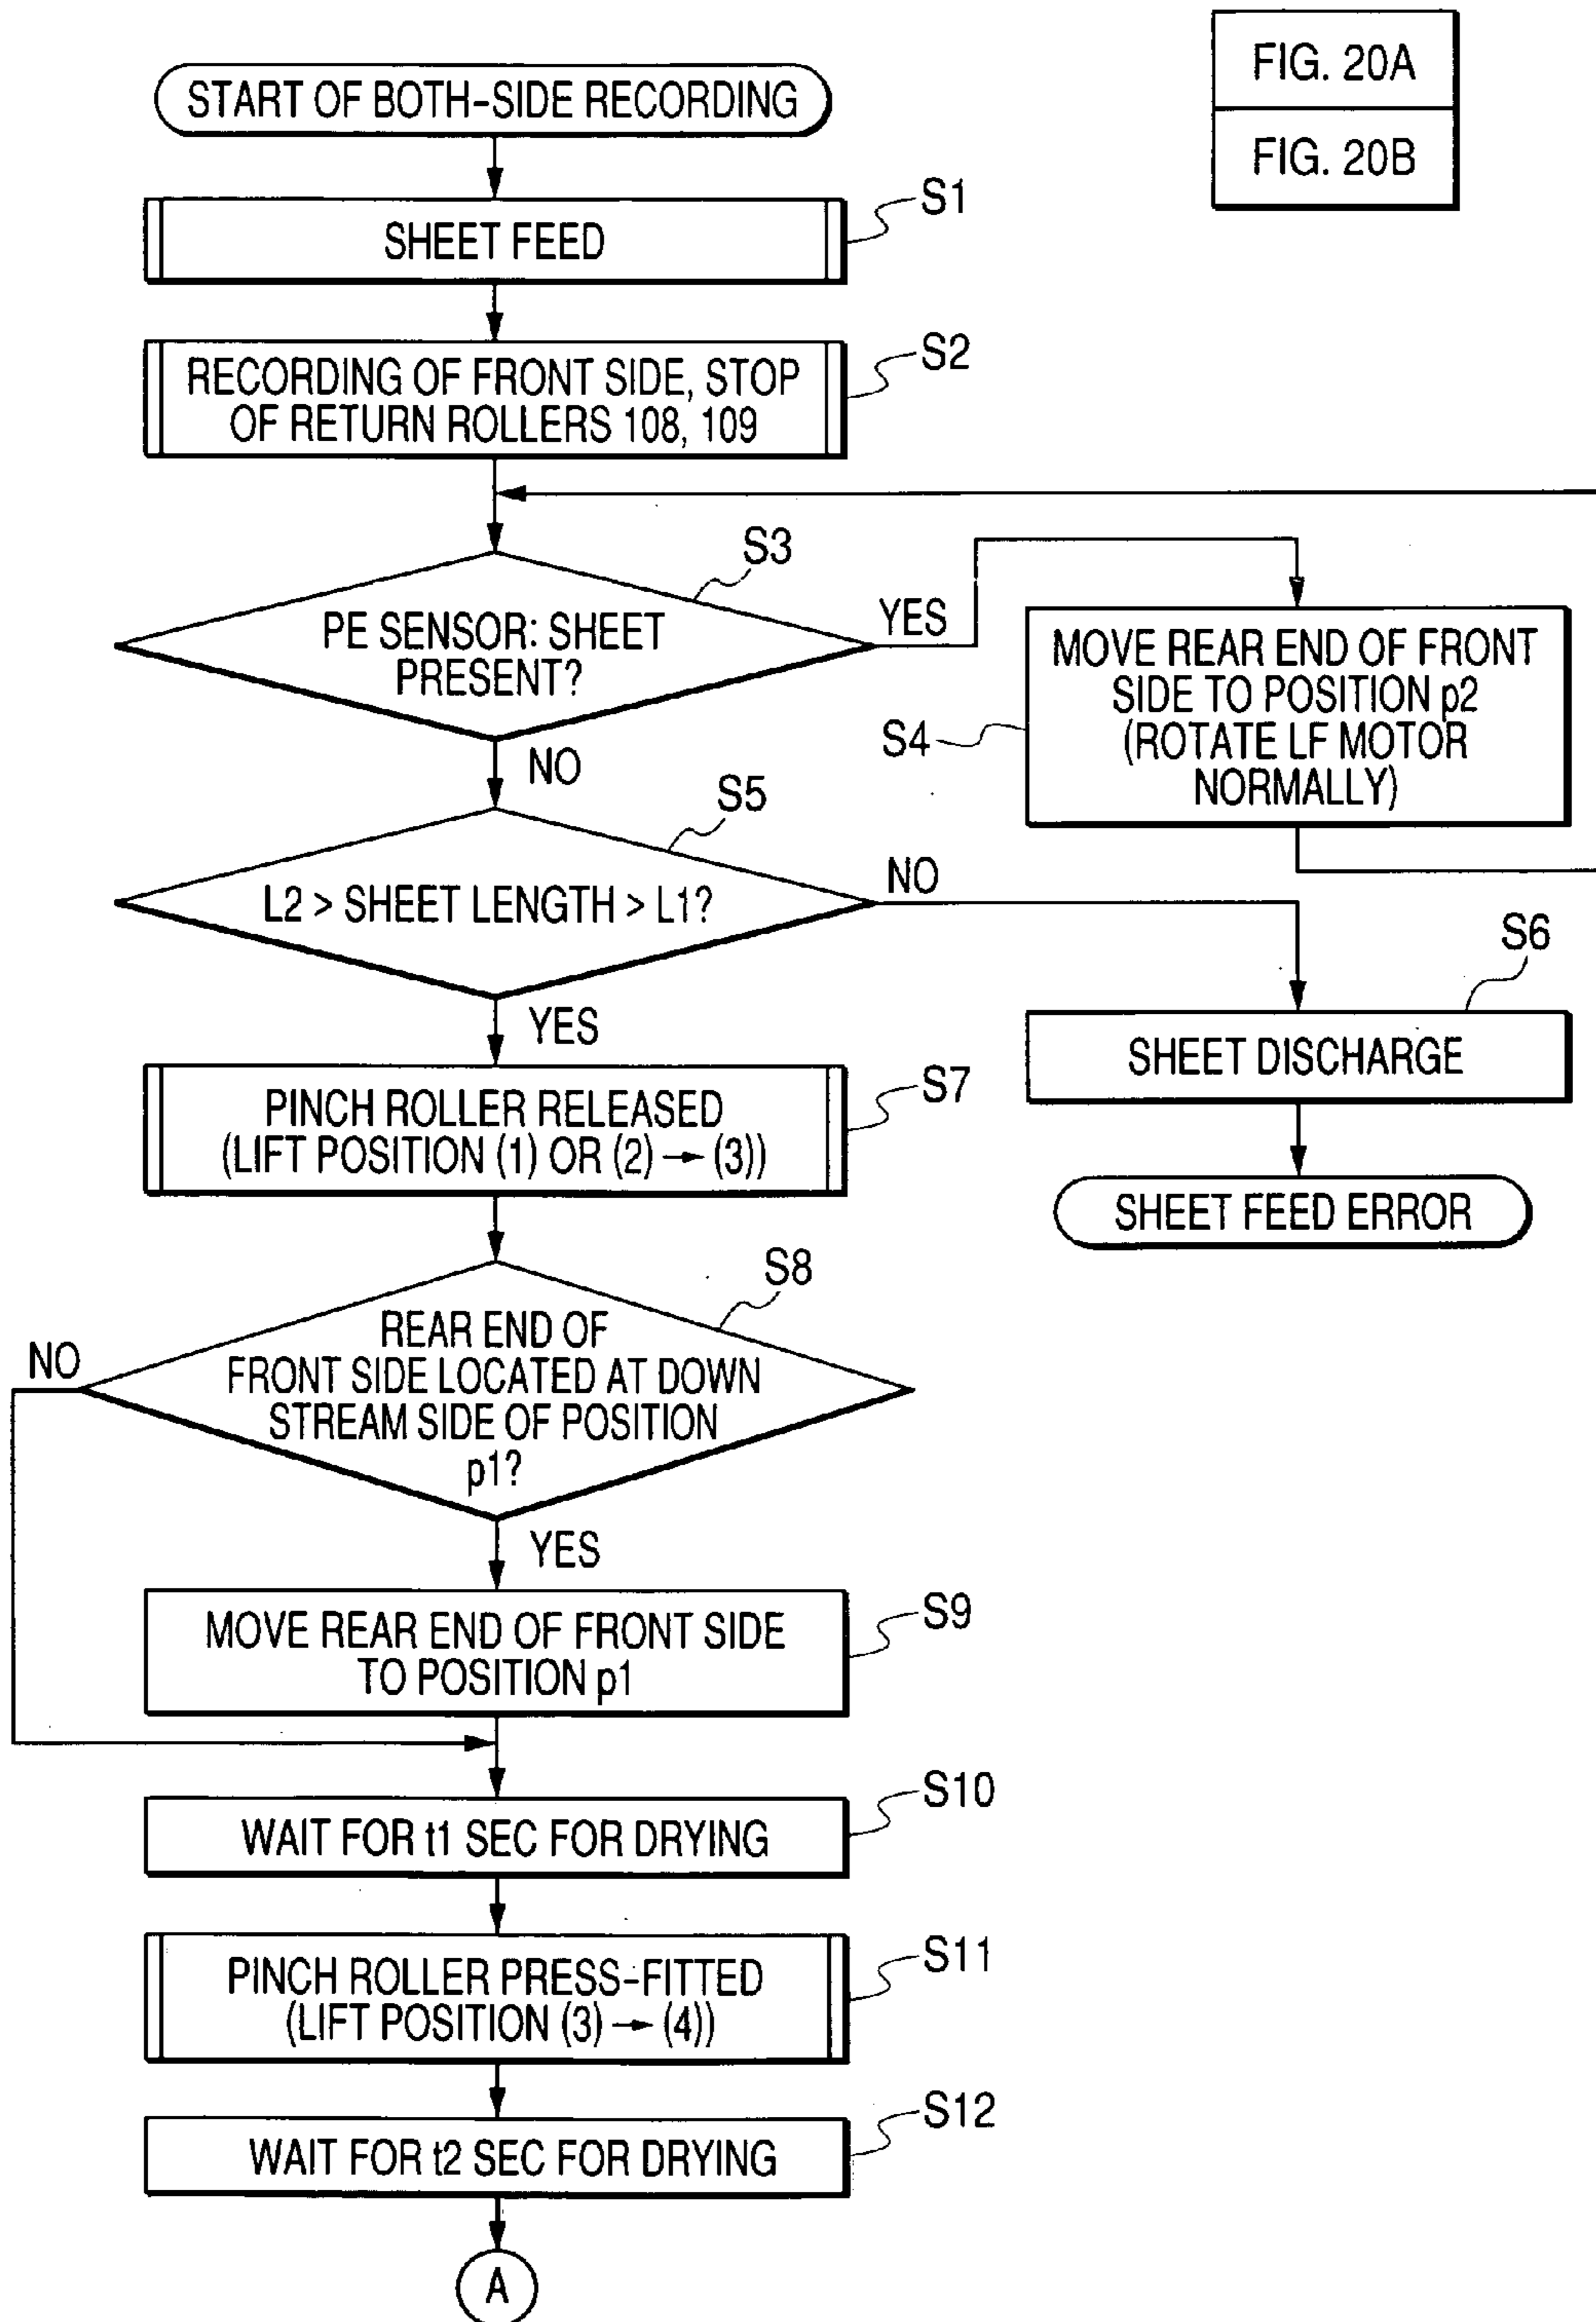 FIG. 20A
FIG. 20B
START OF BOTH-SIDE RECORDING
S1
SHEET FEED
S2
RECORDING OF FRONT SIDE, STOP
OF RETURN ROLLERS 108, 109
S3
PE SENSOR: SHEET
PRESENT?
YES
NO
S4
MOVE REAR END OF FRONT
SIDE TO POSITION p2
(ROTATE LF MOTOR
NORMALLY)
S5
L2 > SHEET LENGTH > L1?
NO
YES
S6
SHEET DISCHARGE
SHEET FEED ERROR
S7
PINCH ROLLER RELEASED
(LIFT POSITION (1) OR (2) → (3))
S8
REAR END OF
FRONT SIDE LOCATED AT DOWN
STREAM SIDE OF POSITION
p1?
NO
YES
S9
MOVE REAR END OF FRONT SIDE
TO POSITION p1
S10
WAIT FOR t1 SEC FOR DRYING
S11
PINCH ROLLER PRESS-FITTED
(LIFT POSITION (3) → (4))
S12
WAIT FOR t2 SEC FOR DRYING
A